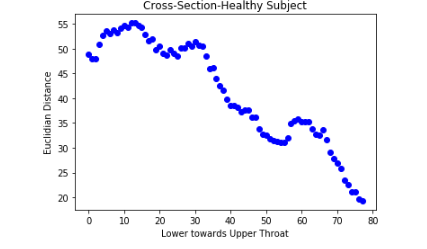 Cross-Section-Healthy Subject
55
50
45
40
35
30
25
20
Euclidian Distance
0 10 20 30 40 50 60 70 80
Lower towards Upper Throat